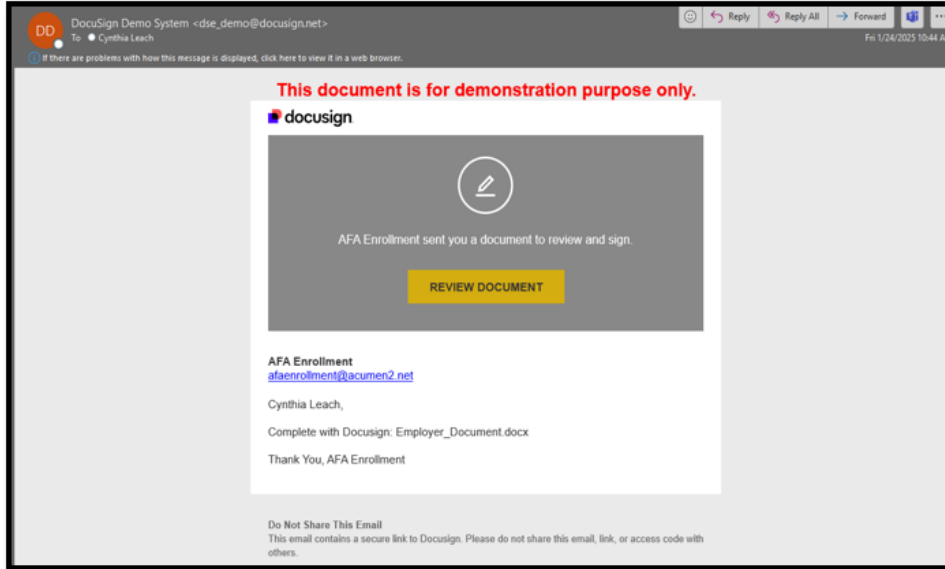 DD
DocuSign Demo System <dse_demo@docusign.net>
To Cynthia Leach
Reply
Reply All
Forward
Fri 1/24/2025 10:44 A
If there are problems with how this message is displayed, click here to view it in a web browser.
This document is for demonstration purpose only.
docusign
AFA Enrollment sent you a document to review and sign.
REVIEW DOCUMENT
AFA Enrollment
afaenrollment@acumen2.net
Cynthia Leach,
Complete with Docusign: Employer_Document.docx
Thank You, AFA Enrollment
Do Not Share This Email
This email contains a secure link to Docusign. Please do not share this email, link, or access code with
others.